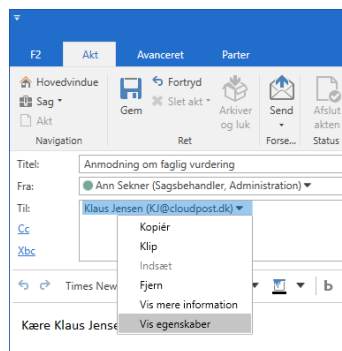 F2 Akt Avanceret Parter
Hovedvindue
Sag
Akt
Navigation
Gem
Fortryd
Slet akt
Arkiver
og luk
Ret
Send
Forse...
Afslut
akten
Status
Titel: Anmodning om faglig vurdering
Fra: Ann Sekner (Sagsbehandler, Administration)
Til: Klaus Jensen (KJ@cloudpost.dk)
Cc
Xbc
Kopiér
Klip
Indsæt
Fjern
Vis mere information
Vis egenskaber
Times New
b
Kære Klaus Jense